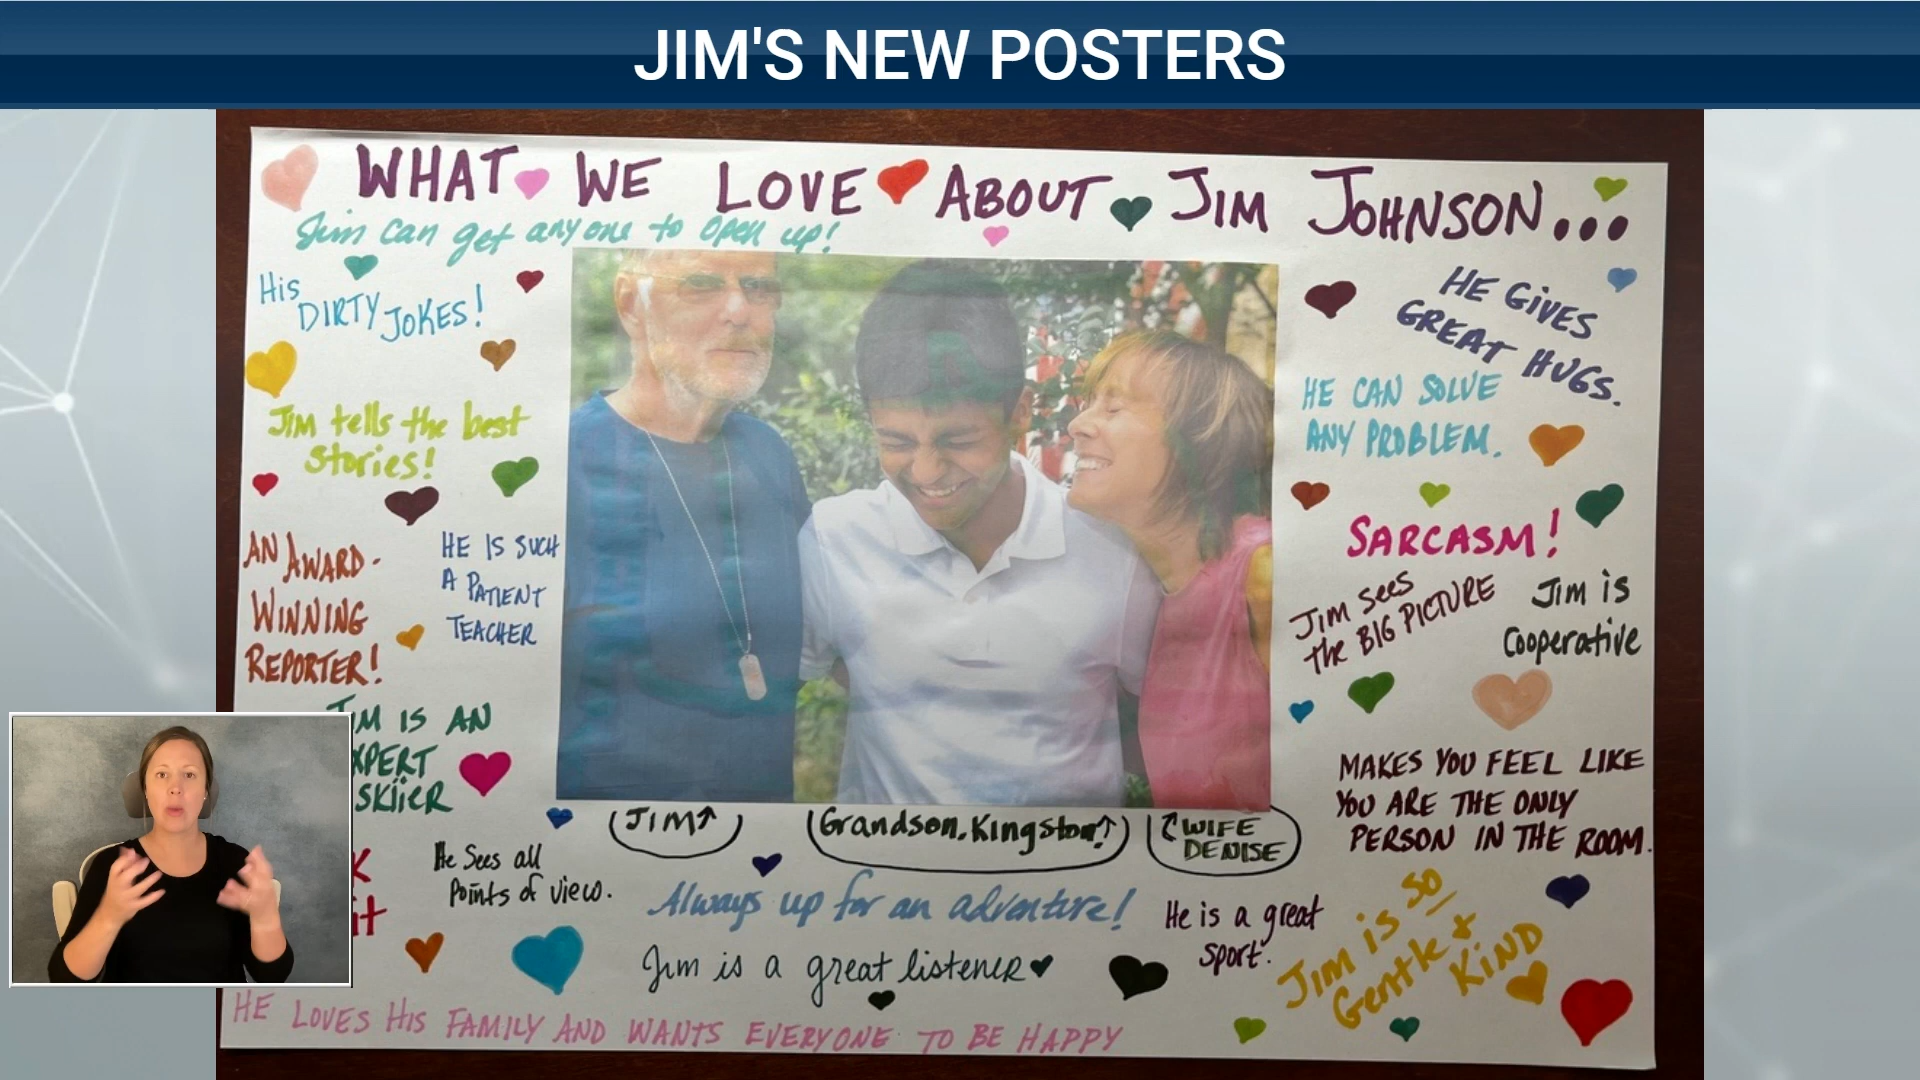 JIM'S NEW POSTERS
WHAT WE LOVE ABOUT JIM JOHNSON...
Jim can get any one to open up!
His
DIRTY JOKES!
Jim tells the best
stories!
AN AWARD-
WINNING
REPORTER!
HE IS SUCH
A PATIENT
TEACHER
JIM IS AN
XPERT
SKIIER
K
it
He Sees all
Points of view.
HE GIVES
GREAT HUGS.
HE CAN SOLVE
ANY PROBLEM.
SARCASM!
JIM SEES
the BIG PICTURE
Jim is
Cooperative
MAKES YOU FEEL LIKE
YOU ARE THE ONLY
PERSON IN THE ROOM.
JIM↑
Grandson, Kingston↑
WIFE
DENISE
Always up for an adventure!
Jim is a great listener
He is a great
sport.
Jim is so
Gentle +
KIND
HE LOVES HIS FAMILY AND WANTS EVERYONE TO BE HAPPY